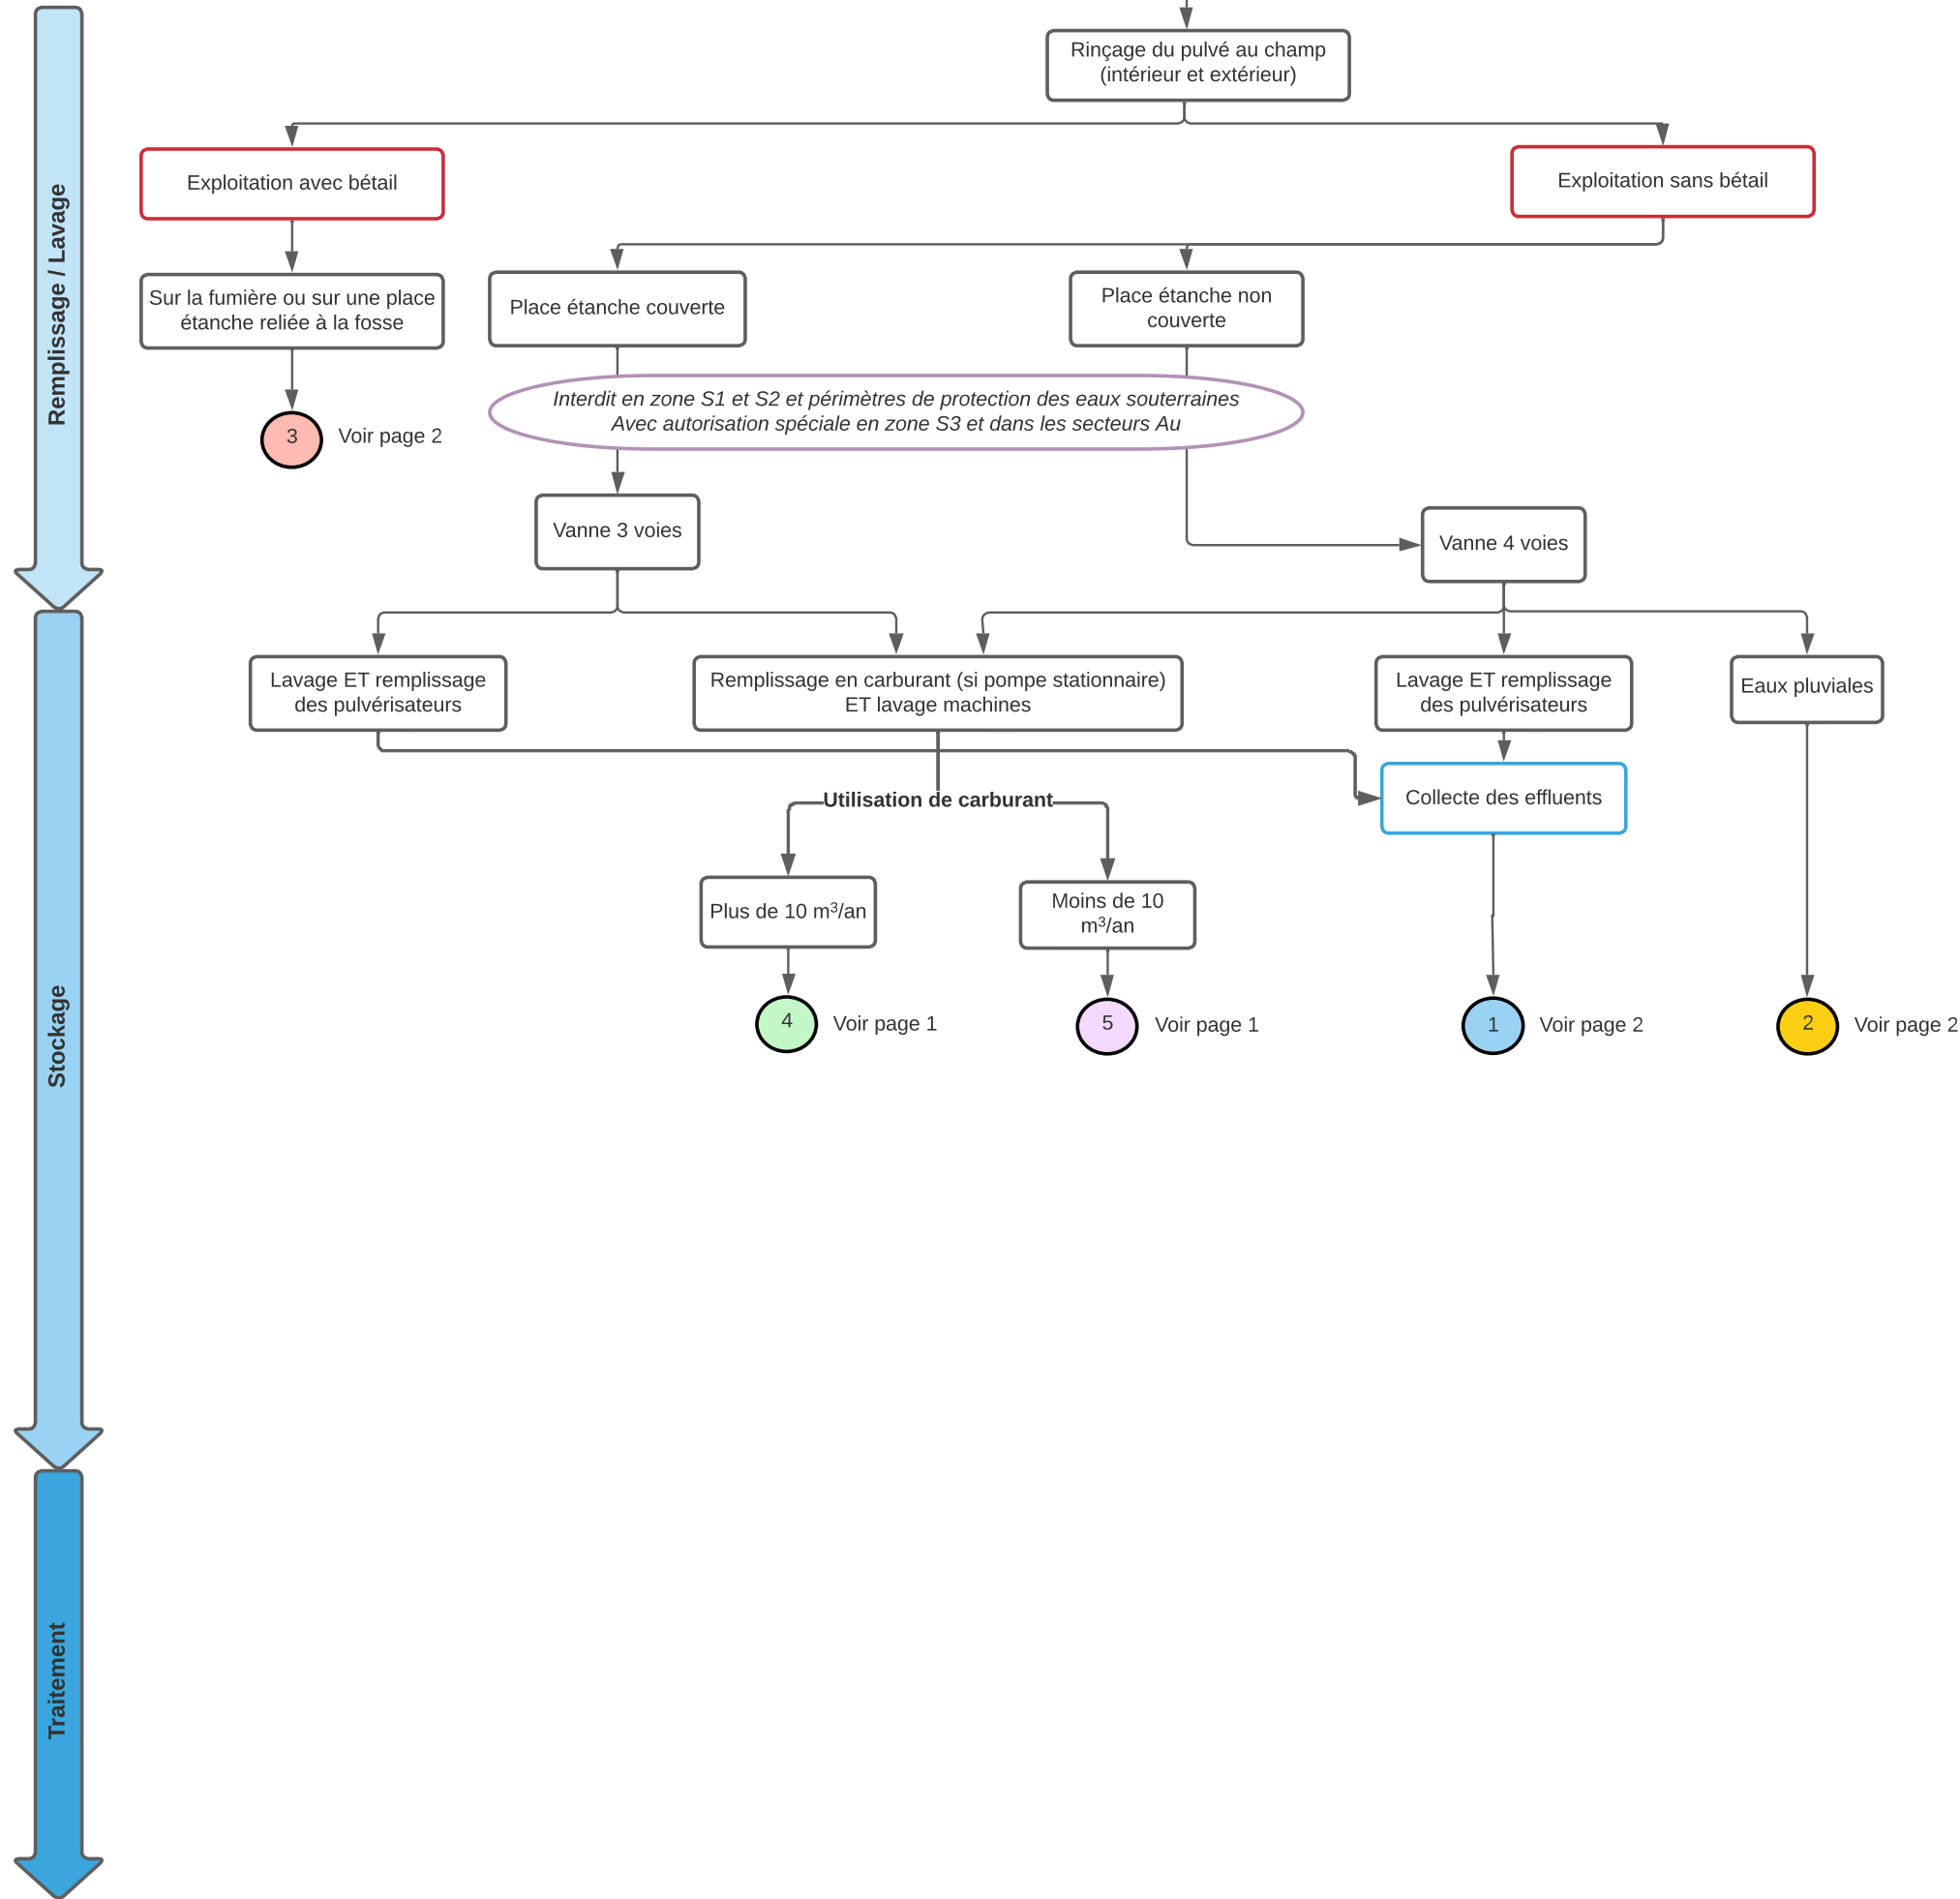 Rinçage du pulvé au champ
(intérieur et extérieur)
Exploitation avec bétail
Exploitation sans bétail
Remplissage / Lavage
Sur la fumière ou sur une place
étanche reliée à la fosse
Place étanche couverte
Place étanche non
couverte
Interdit en zone S1 et S2 et périmètres de protection des eaux souterraines
Avec autorisation spéciale en zone S3 et dans les secteurs Au
3
Voir page 2
Vanne 3 voies
Vanne 4 voies
Lavage ET remplissage
des pulvérisateurs
Remplissage en carburant (si pompe stationnaire)
ET lavage machines
Lavage ET remplissage
des pulvérisateurs
Eaux pluviales
Utilisation de carburant
Collecte des effluents
Plus de 10 m³/an
Moins de 10
m³/an
Stockage
4
Voir page 1
5
Voir page 1
1
Voir page 2
2
Voir page 2
Traitement